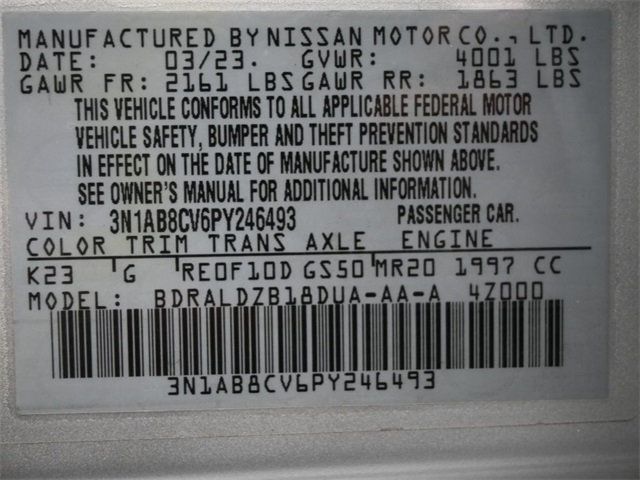 MANUFACTURED BY NISSAN MOTOR CO., LTD.
DATE: 03/23. GVWR: 4001 LBS
GAWR FR: 2161 LBS GAWR RR: 1863 LBS
THIS VEHICLE CONFORMS TO ALL APPLICABLE FEDERAL MOTOR
VEHICLE SAFETY, BUMPER AND THEFT PREVENTION STANDARDS
IN EFFECT ON THE DATE OF MANUFACTURE SHOWN ABOVE.
SEE OWNER'S MANUAL FOR ADDITIONAL INFORMATION.
VIN: 3N1AB8CV6PY246493 PASSENGER CAR.
COLOR TRIM TRANS AXLE ENGINE
K23 G RE0F10D GS50 MR20 1997 CC
MODEL: BDRALDZB18DUA-AA-A 4Z000
3N1AB8CV6PY246493